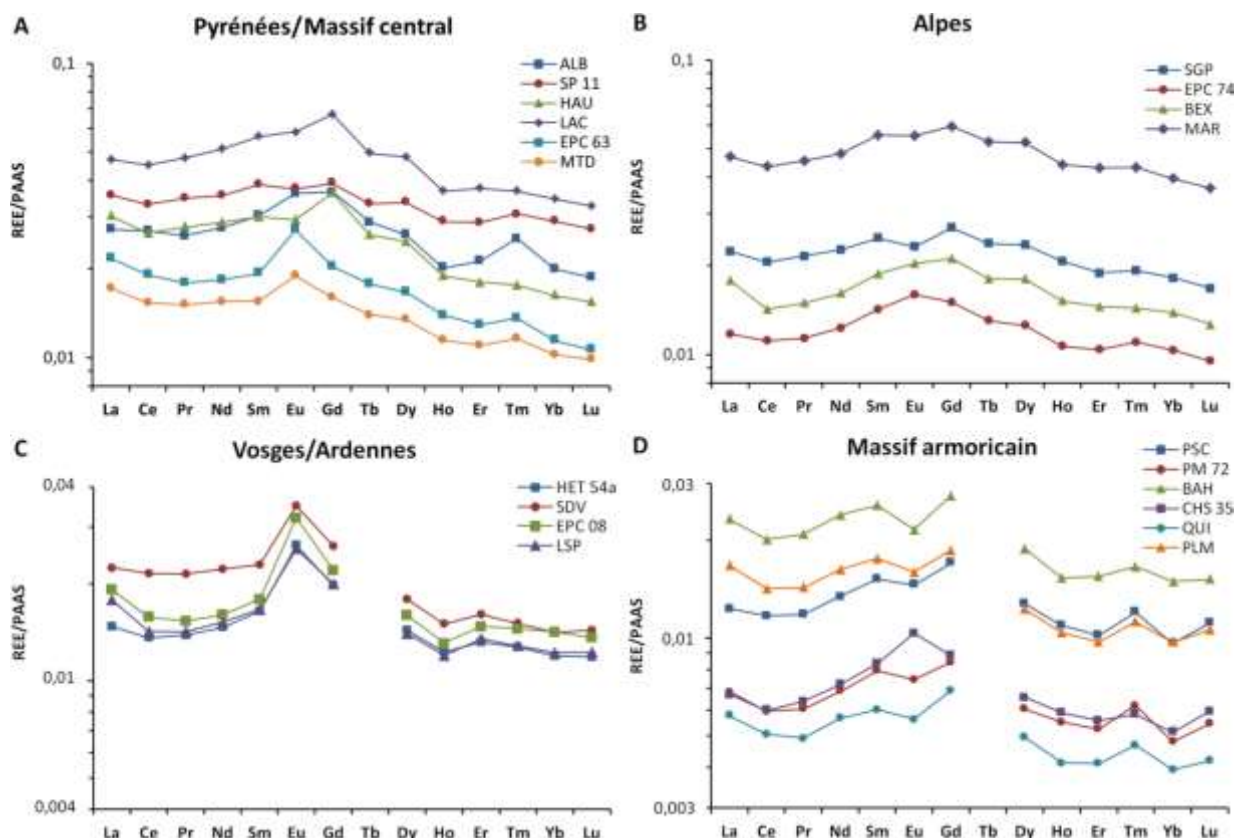 A
Pyrénées/Massif central
0,1
REE/PAAS
0,01
ALB
SP 11
HAU
LAC
EPC 63
MTD
La Ce Pr Nd Sm Eu Gd Tb Dy Ho Er Tm Yb Lu
B
Alpes
0,1
REE/PAAS
0,01
SGP
EPC 74
BEX
MAR
La Ce Pr Nd Sm Eu Gd Tb Dy Ho Er Tm Yb Lu
C
Vosges/Ardennes
0,04
REE/PAAS
0,01
0,004
HET 54a
SDV
EPC 08
LSP
La Ce Pr Nd Sm Eu Gd Tb Dy Ho Er Tm Yb Lu
D
Massif armoricain
0,03
REE/PAAS
0,01
0,003
PSC
PM 72
BAH
CHS 35
QUI
PLM
La Ce Pr Nd Sm Eu Gd Tb Dy Ho Er Tm Yb Lu